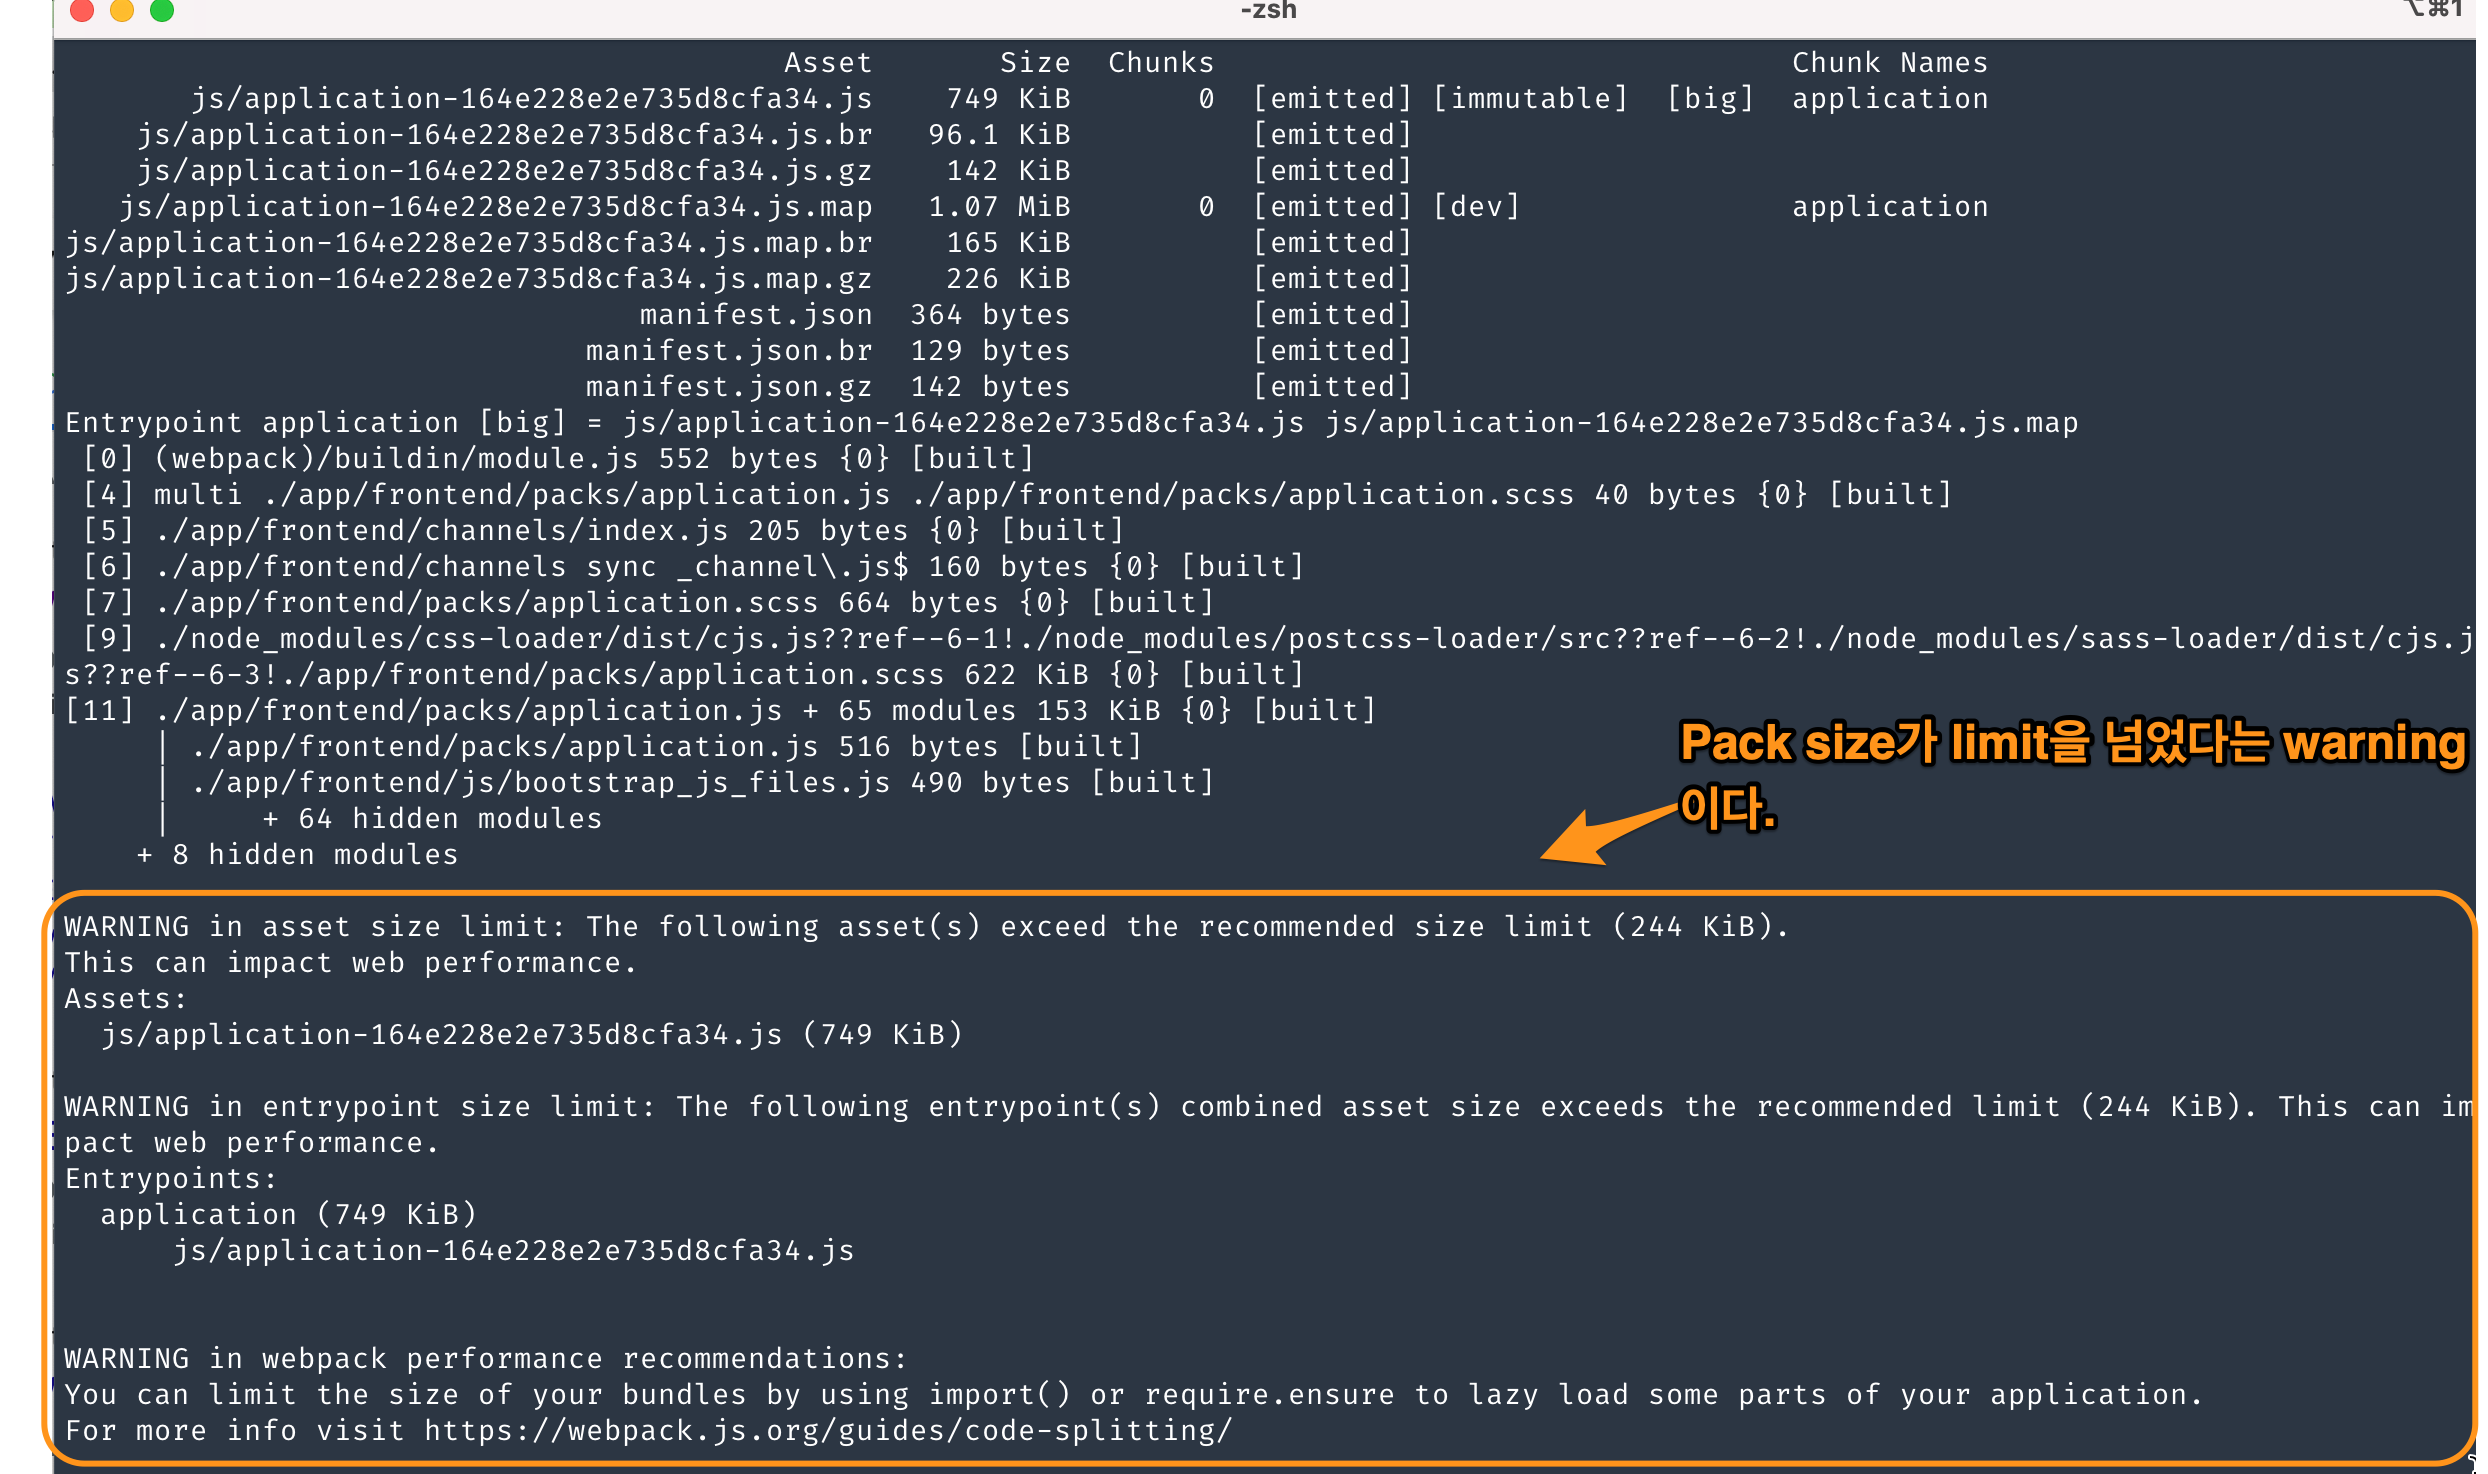 -zsh
⌥⌘1
Asset Size Chunks Chunk Names
js/application-164e228e2e735d8cfa34.js 749 KiB 0 [emitted] [immutable] [big] application
js/application-164e228e2e735d8cfa34.js.br 96.1 KiB [emitted]
js/application-164e228e2e735d8cfa34.js.gz 142 KiB [emitted]
js/application-164e228e2e735d8cfa34.js.map 1.07 MiB 0 [emitted] [dev] application
js/application-164e228e2e735d8cfa34.js.map.br 165 KiB [emitted]
js/application-164e228e2e735d8cfa34.js.map.gz 226 KiB [emitted]
manifest.json 364 bytes [emitted]
manifest.json.br 129 bytes [emitted]
manifest.json.gz 142 bytes [emitted]
Entrypoint application [big] = js/application-164e228e2e735d8cfa34.js js/application-164e228e2e735d8cfa34.js.map
[0] (webpack)/buildin/module.js 552 bytes {0} [built]
[4] multi ./app/frontend/packs/application.js ./app/frontend/packs/application.scss 40 bytes {0} [built]
[5] ./app/frontend/channels/index.js 205 bytes {0} [built]
[6] ./app/frontend/channels sync _channel\.js$ 160 bytes {0} [built]
[7] ./app/frontend/packs/application.scss 664 bytes {0} [built]
[9] ./node_modules/css-loader/dist/cjs.js??ref--6-1!./node_modules/postcss-loader/src??ref--6-2!./node_modules/sass-loader/dist/cjs.j
s??ref--6-3!./app/frontend/packs/application.scss 622 KiB {0} [built]
[11] ./app/frontend/packs/application.js + 65 modules 153 KiB {0} [built]
| ./app/frontend/packs/application.js 516 bytes [built]
| ./app/frontend/js/bootstrap_js_files.js 490 bytes [built]
| + 64 hidden modules
+ 8 hidden modules
Pack size가 limit을 넘었다는 warning
이다.
WARNING in asset size limit: The following asset(s) exceed the recommended size limit (244 KiB).
This can impact web performance.
Assets:
js/application-164e228e2e735d8cfa34.js (749 KiB)
WARNING in entrypoint size limit: The following entrypoint(s) combined asset size exceeds the recommended limit (244 KiB). This can im
pact web performance.
Entrypoints:
application (749 KiB)
js/application-164e228e2e735d8cfa34.js
WARNING in webpack performance recommendations:
You can limit the size of your bundles by using import() or require.ensure to lazy load some parts of your application.
For more info visit https://webpack.js.org/guides/code-splitting/